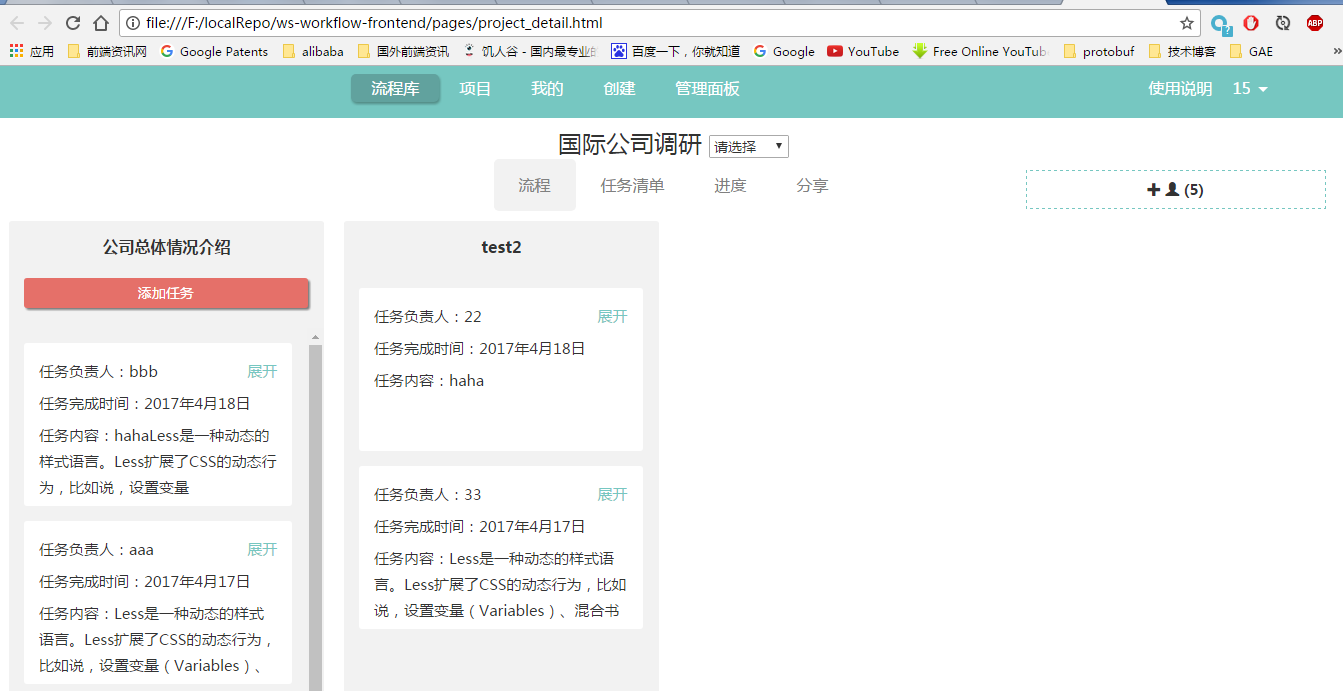 file:///F:/localRepo/ws-workflow-frontend/pages/project_detail.html
ABP
应用 前端资讯网 Google Patents alibaba 国外前端资讯 饥人谷 - 国内最专业的 百度一下，你就知道 Google YouTube Free Online YouTub protobuf 技术博客 GAE »
流程库 项目 我的 创建 管理面板 使用说明 15
国际公司调研 请选择
流程 任务清单 进度 分享 (5)
公司总体情况介绍
添加任务
任务负责人：bbb 展开
任务完成时间：2017年4月18日
任务内容：hahaLess是一种动态的
样式语言。Less扩展了CSS的动态行
为，比如说，设置变量
任务负责人：aaa 展开
任务完成时间：2017年4月17日
任务内容：Less是一种动态的样式
语言。Less扩展了CSS的动态行为，
比如说，设置变量（Variables）、
test2
任务负责人：22 展开
任务完成时间：2017年4月18日
任务内容：haha
任务负责人：33 展开
任务完成时间：2017年4月17日
任务内容：Less是一种动态的样式语
言。Less扩展了CSS的动态行为，比如
说，设置变量（Variables）、混合书